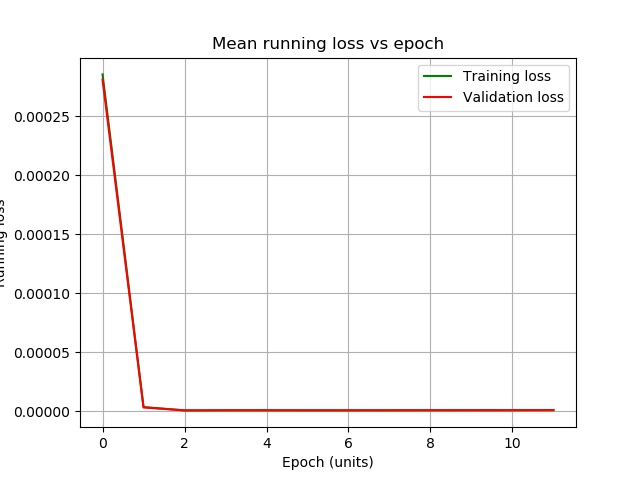 Mean running loss vs epoch
Training loss
Validation loss
0.00025
0.00020
0.00015
0.00010
0.00005
0.00000
Running loss
0 2 4 6 8 10
Epoch (units)